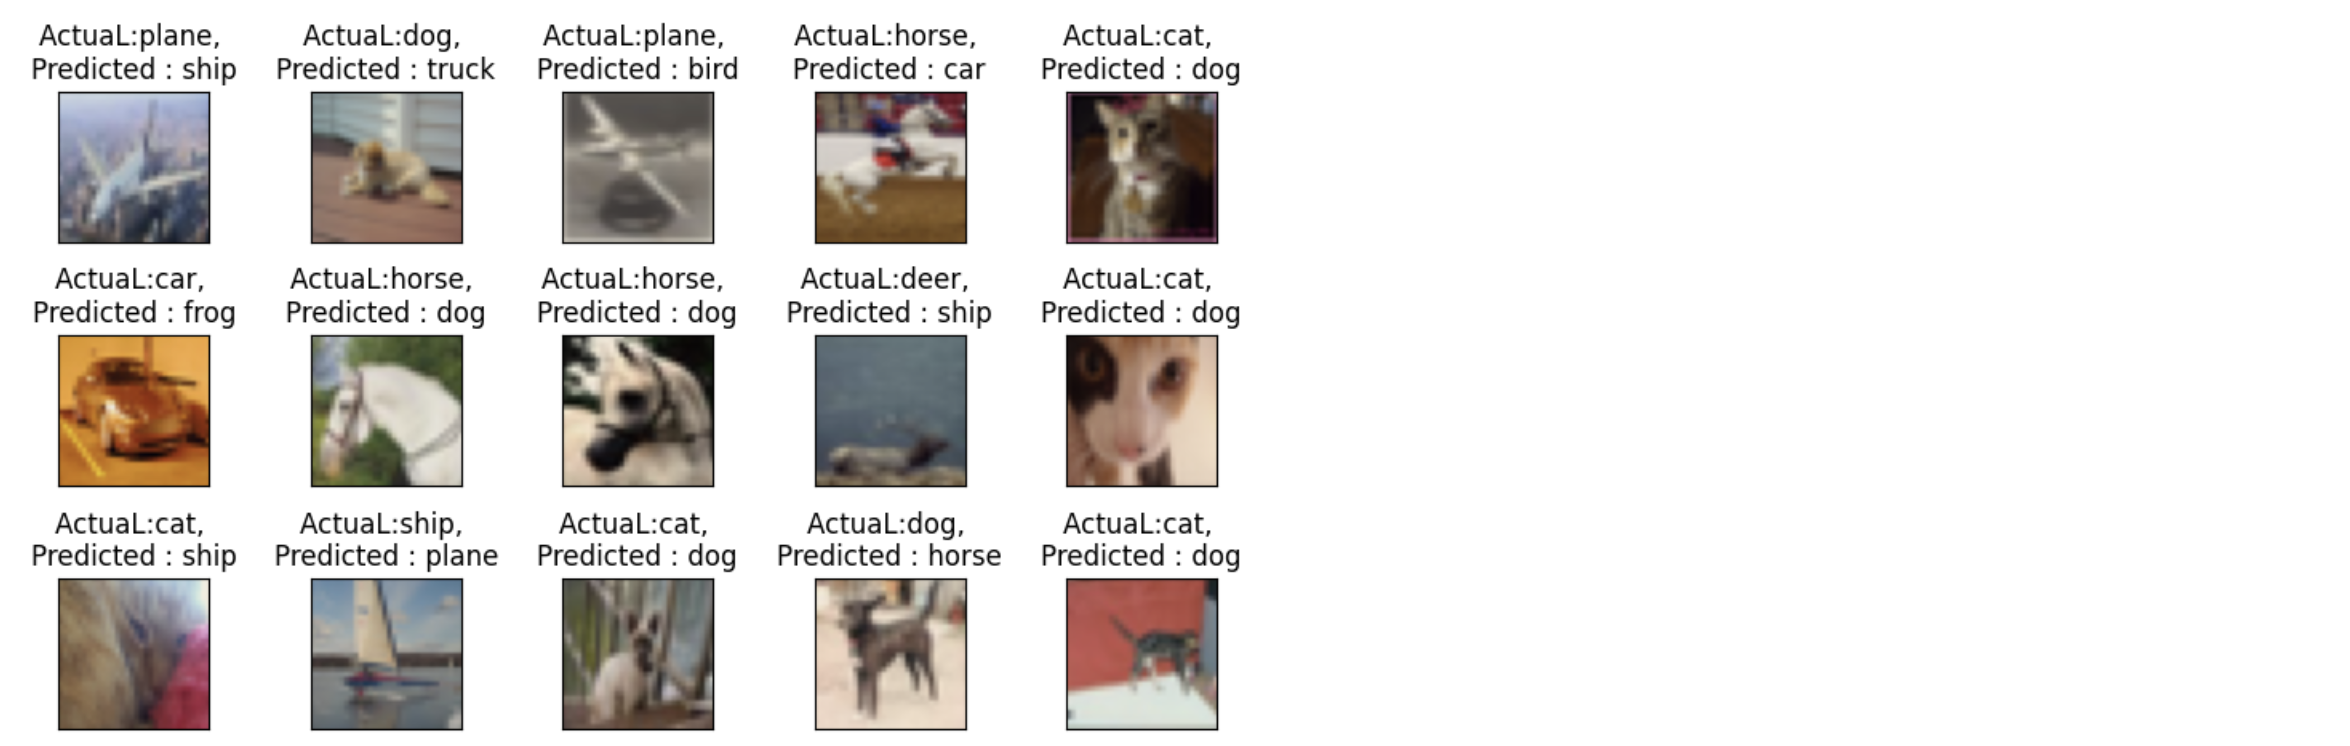 ActuaL:plane,
Predicted : ship
ActuaL:dog,
Predicted : truck
ActuaL:plane,
Predicted : bird
ActuaL:horse,
Predicted : car
ActuaL:cat,
Predicted : dog
ActuaL:car,
Predicted : frog
ActuaL:horse,
Predicted : dog
ActuaL:horse,
Predicted : dog
ActuaL:deer,
Predicted : ship
ActuaL:cat,
Predicted : dog
ActuaL:cat,
Predicted : ship
ActuaL:ship,
Predicted : plane
ActuaL:cat,
Predicted : dog
ActuaL:dog,
Predicted : horse
ActuaL:cat,
Predicted : dog